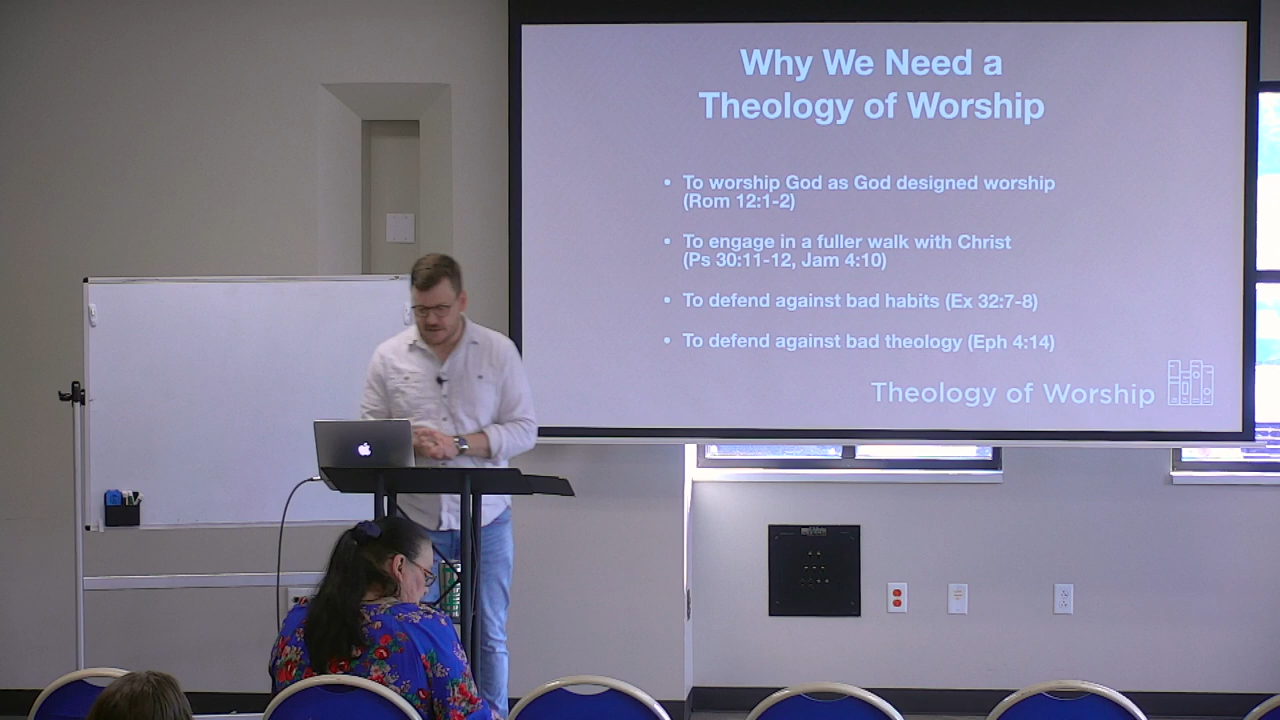 Why We Need a
Theology of Worship
• To worship God as God designed worship
(Rom 12:1-2)
• To engage in a fuller walk with Christ
(Ps 30:11-12, Jam 4:10)
• To defend against bad habits (Ex 32:7-8)
• To defend against bad theology (Eph 4:14)
Theology of Worship